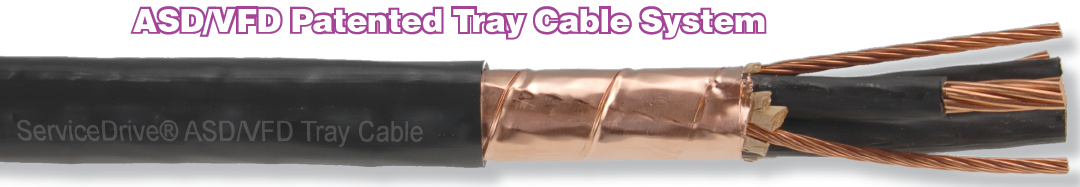 ASD/VFD Patented Tray Cable System
ServiceDrive® ASD/VFD Tray Cable